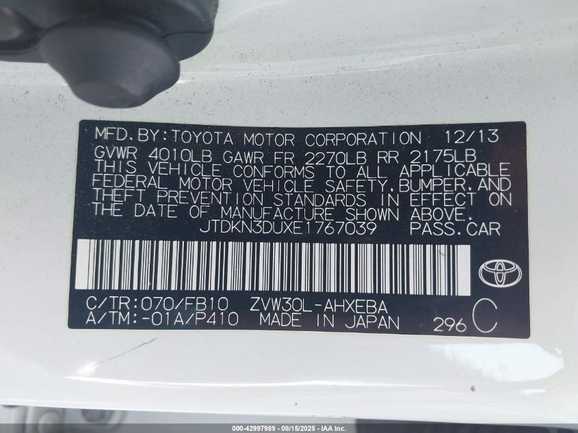 MFD. BY: TOYOTA MOTOR CORPORATION 12/13
GVWR 4010LB GAWR FR 2270LB RR 2175LB
THIS VEHICLE CONFORMS TO ALL APPLICABLE
FEDERAL MOTOR VEHICLE SAFETY, BUMPER, AND
THEFT PREVENTION STANDARDS IN EFFECT ON
THE DATE OF MANUFACTURE SHOWN ABOVE.
JTDKN3DUXE1767039 PASS.CAR
C/TR:070/FB10 ZVW30L-AHXEBA
A/TM:-01A/P410 MADE IN JAPAN 296 C
TOYOTA
000-42997989 - 09/15/2025 - IAA Inc.